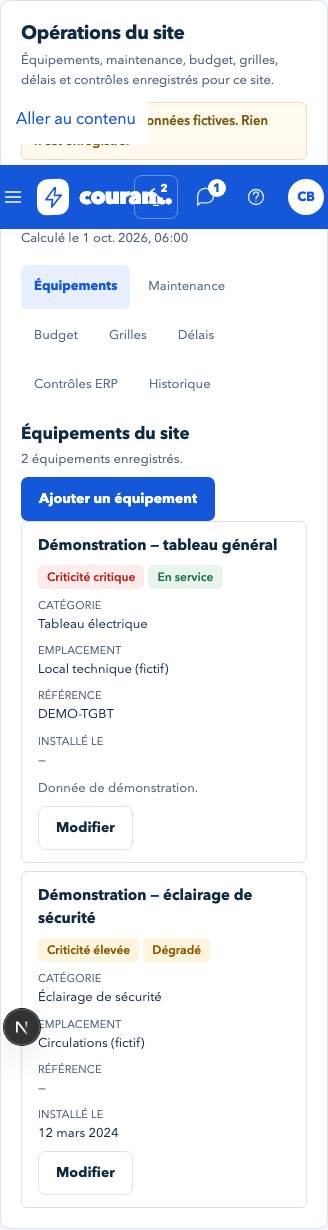 Opérations du site
Équipements, maintenance, budget, grilles,
délais et contrôles enregistrés pour ce site.
Aller au contenu
onnées fictives. Rien
n'est enregistré.
couran
2
1
CB
Calculé le 1 oct. 2026, 06:00
Équipements
Maintenance
Budget
Grilles
Délais
Contrôles ERP
Historique
Équipements du site
2 équipements enregistrés.
Ajouter un équipement
Démonstration — tableau général
Criticité critique
En service
CATÉGORIE
Tableau électrique
EMPLACEMENT
Local technique (fictif)
RÉFÉRENCE
DEMO-TGBT
INSTALLÉ LE
—
Donnée de démonstration.
Modifier
Démonstration — éclairage de
sécurité
Criticité élevée
Dégradé
CATÉGORIE
Éclairage de sécurité
EMPLACEMENT
Circulations (fictif)
RÉFÉRENCE
—
INSTALLÉ LE
12 mars 2024
Modifier
N